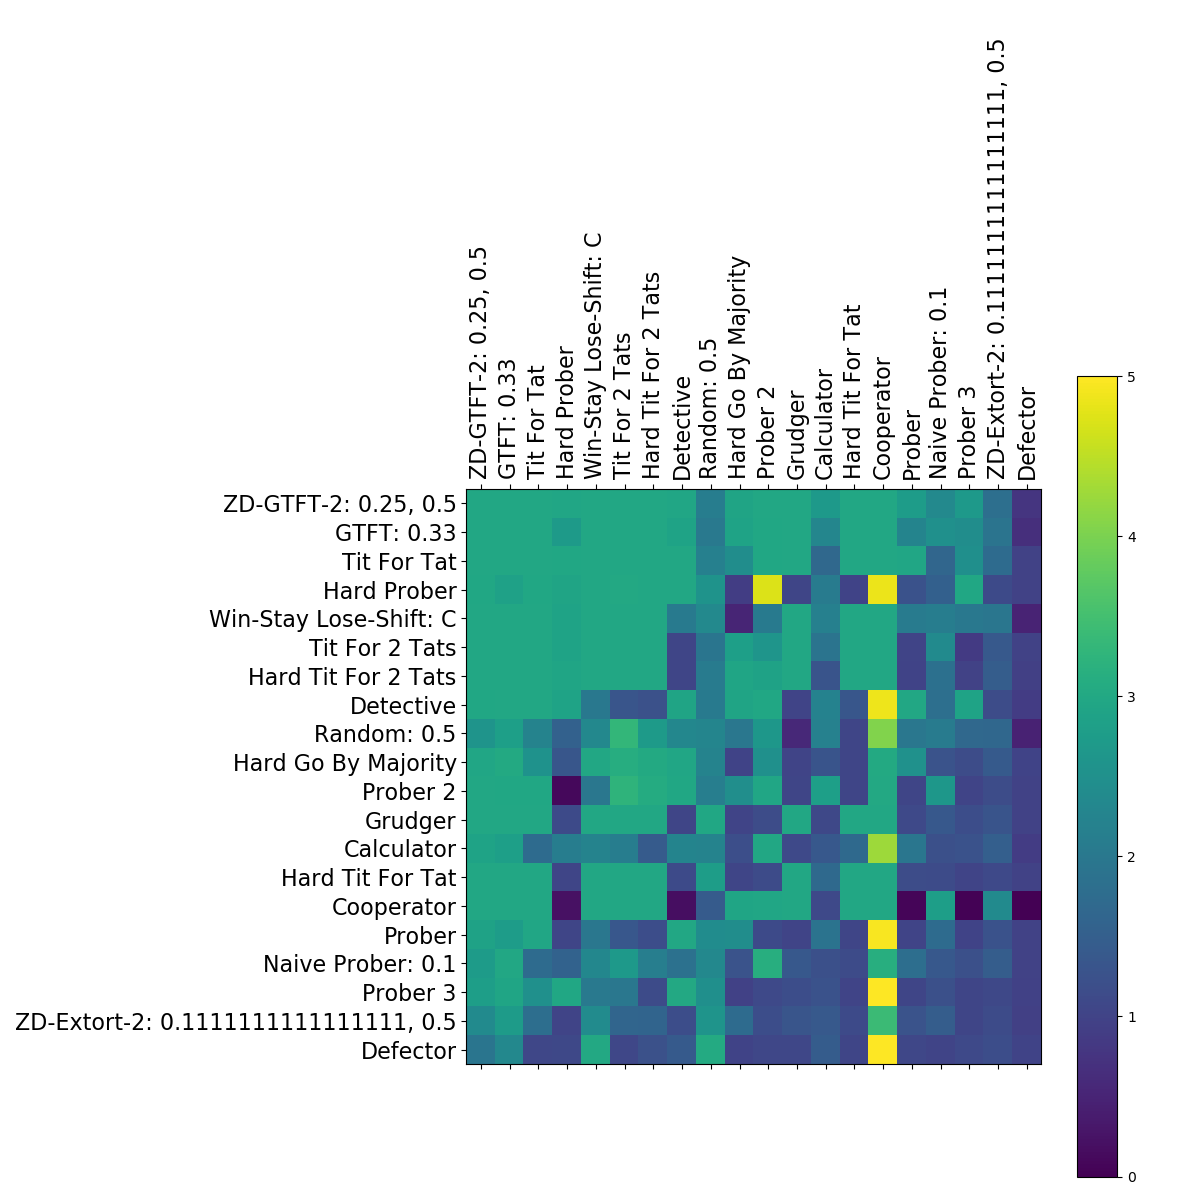 ZD-GTFT-2: 0.25, 0.5
GTFT: 0.33
Tit For Tat
Hard Prober
Win-Stay Lose-Shift: C
Tit For 2 Tats
Hard Tit For 2 Tats
Detective
Random: 0.5
Hard Go By Majority
Prober 2
Grudger
Calculator
Hard Tit For Tat
Cooperator
Prober
Naive Prober: 0.1
Prober 3
ZD-Extort-2: 0.1111111111111111, 0.5
Defector
ZD-GTFT-2: 0.25, 0.5
GTFT: 0.33
Tit For Tat
Hard Prober
Win-Stay Lose-Shift: C
Tit For 2 Tats
Hard Tit For 2 Tats
Detective
Random: 0.5
Hard Go By Majority
Prober 2
Grudger
Calculator
Hard Tit For Tat
Cooperator
Prober
Naive Prober: 0.1
Prober 3
ZD-Extort-2: 0.1111111111111111, 0.5
Defector
5
4
3
2
1
0